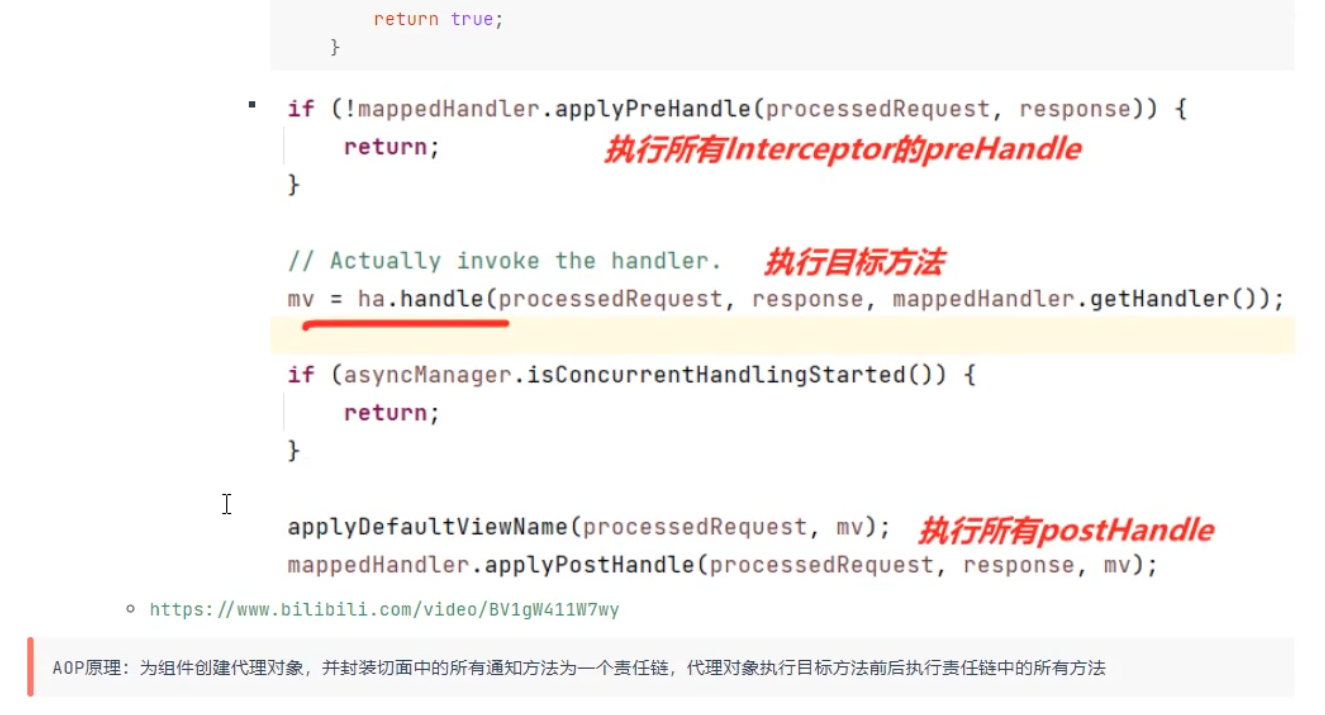 return true;
}
if (!mappedHandler.applyPreHandle(processedRequest, response)) {
return; 执行所有Interceptor的preHandle
}
// Actually invoke the handler. 执行目标方法
mv = ha.handle(processedRequest, response, mappedHandler.getHandler());
if (asyncManager.isConcurrentHandlingStarted()) {
return;
}
applyDefaultViewName(processedRequest, mv); 执行所有postHandle
mappedHandler.applyPostHandle(processedRequest, response, mv);
https://www.bilibili.com/video/BV1gW411W7wy
AOP原理：为组件创建代理对象，并封装切面中的所有通知方法为一个责任链，代理对象执行目标方法前后执行责任链中的所有方法